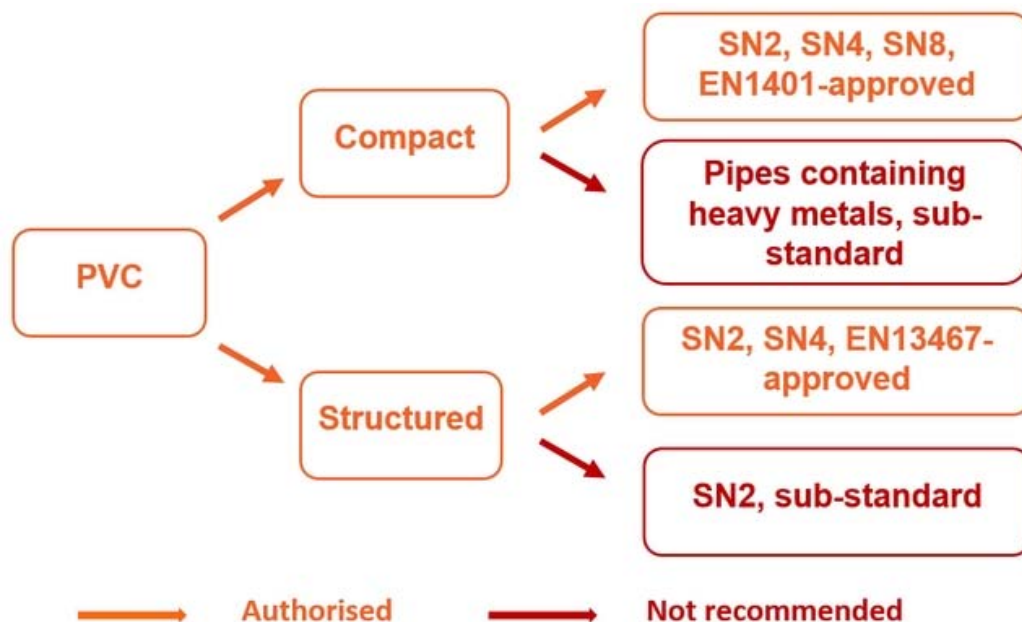 SN2, SN4, SN8,
EN1401-approved
Compact
Pipes containing
heavy metals, sub-
standard
PVC
SN2, SN4, EN13467-
approved
Structured
SN2, sub-standard
Authorised
Not recommended